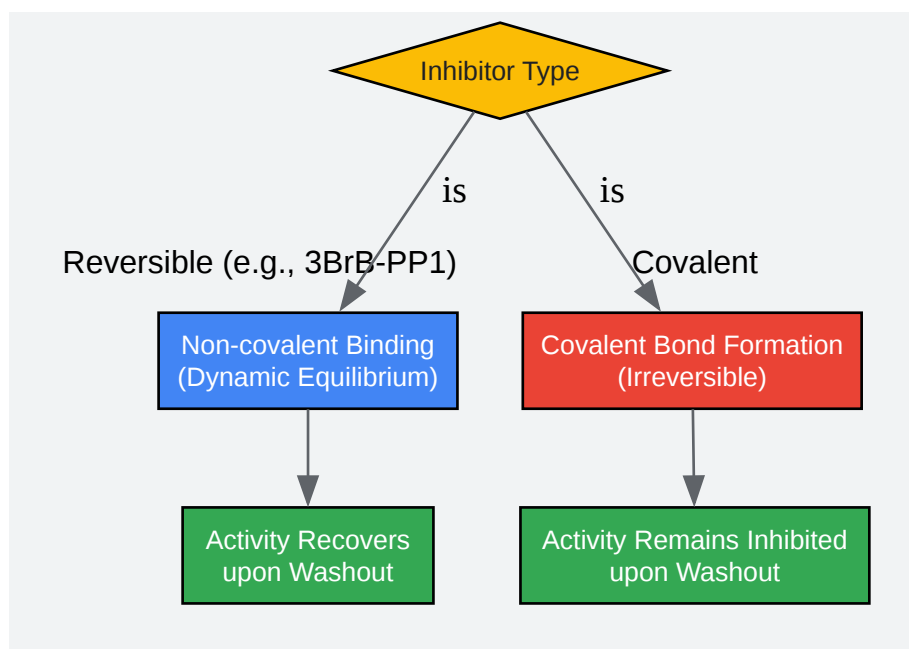 Inhibitor Type
is
is
Reversible (e.g., 3BrB-PP1)
Covalent
Non-covalent Binding
(Dynamic Equilibrium)
Covalent Bond Formation
(Irreversible)
Activity Recovers
upon Washout
Activity Remains Inhibited
upon Washout